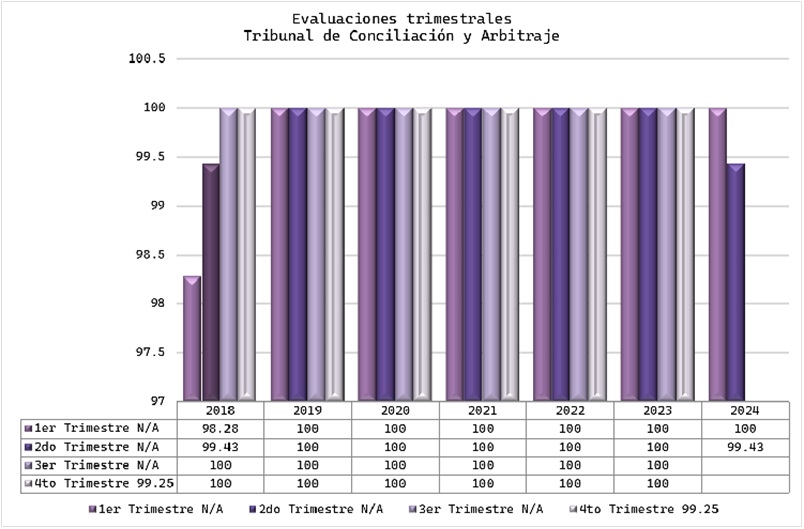 Evaluaciones trimestrales
Tribunal de Conciliación y Arbitraje
100.5
100
99.5
99
98.5
98
97.5
97
2018 2019 2020 2021 2022 2023 2024
1er Trimestre N/A 98.28 100 100 100 100 100 100
2do Trimestre N/A 99.43 100 100 100 100 100 99.43
3er Trimestre N/A 100 100 100 100 100 100
4to Trimestre 99.25 100 100 100 100 100 100
1er Trimestre N/A 2do Trimestre N/A 3er Trimestre N/A 4to Trimestre 99.25